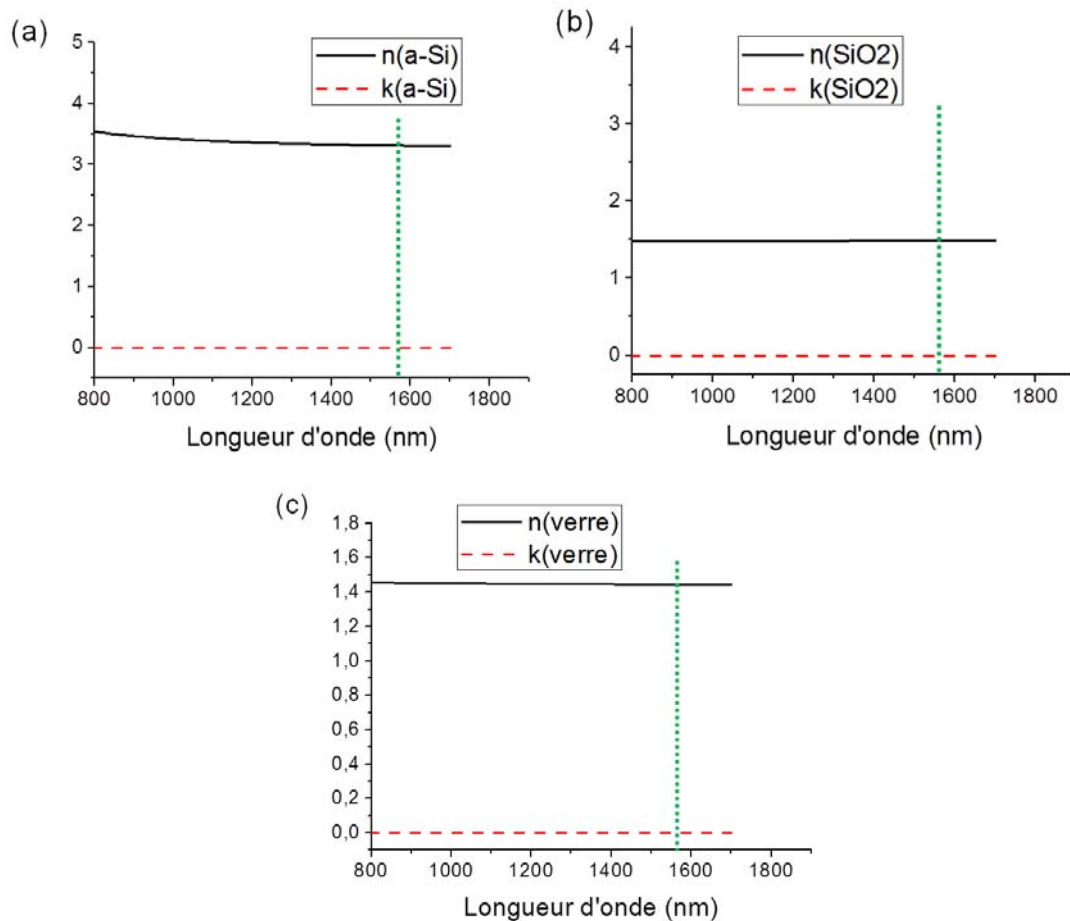 (a)
n(a-Si)
k(a-Si)
5
4
3
2
1
0
800 1000 1200 1400 1600 1800
Longueur d'onde (nm)
(b)
n(SiO2)
k(SiO2)
4
3
2
1
0
800 1000 1200 1400 1600 1800
Longueur d'onde (nm)
(c)
n(verre)
k(verre)
1,8
1,6
1,4
1,2
1,0
0,8
0,6
0,4
0,2
0,0
800 1000 1200 1400 1600 1800
Longueur d'onde (nm)